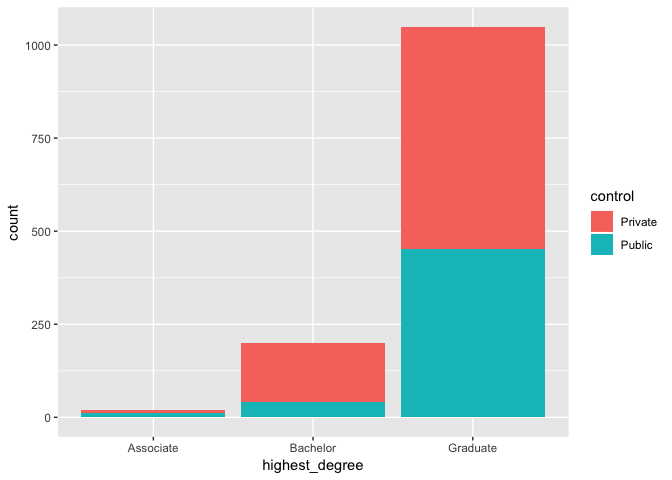 1000
750
500
250
0
count
Associate
Bachelor
Graduate
highest_degree
control
Private
Public